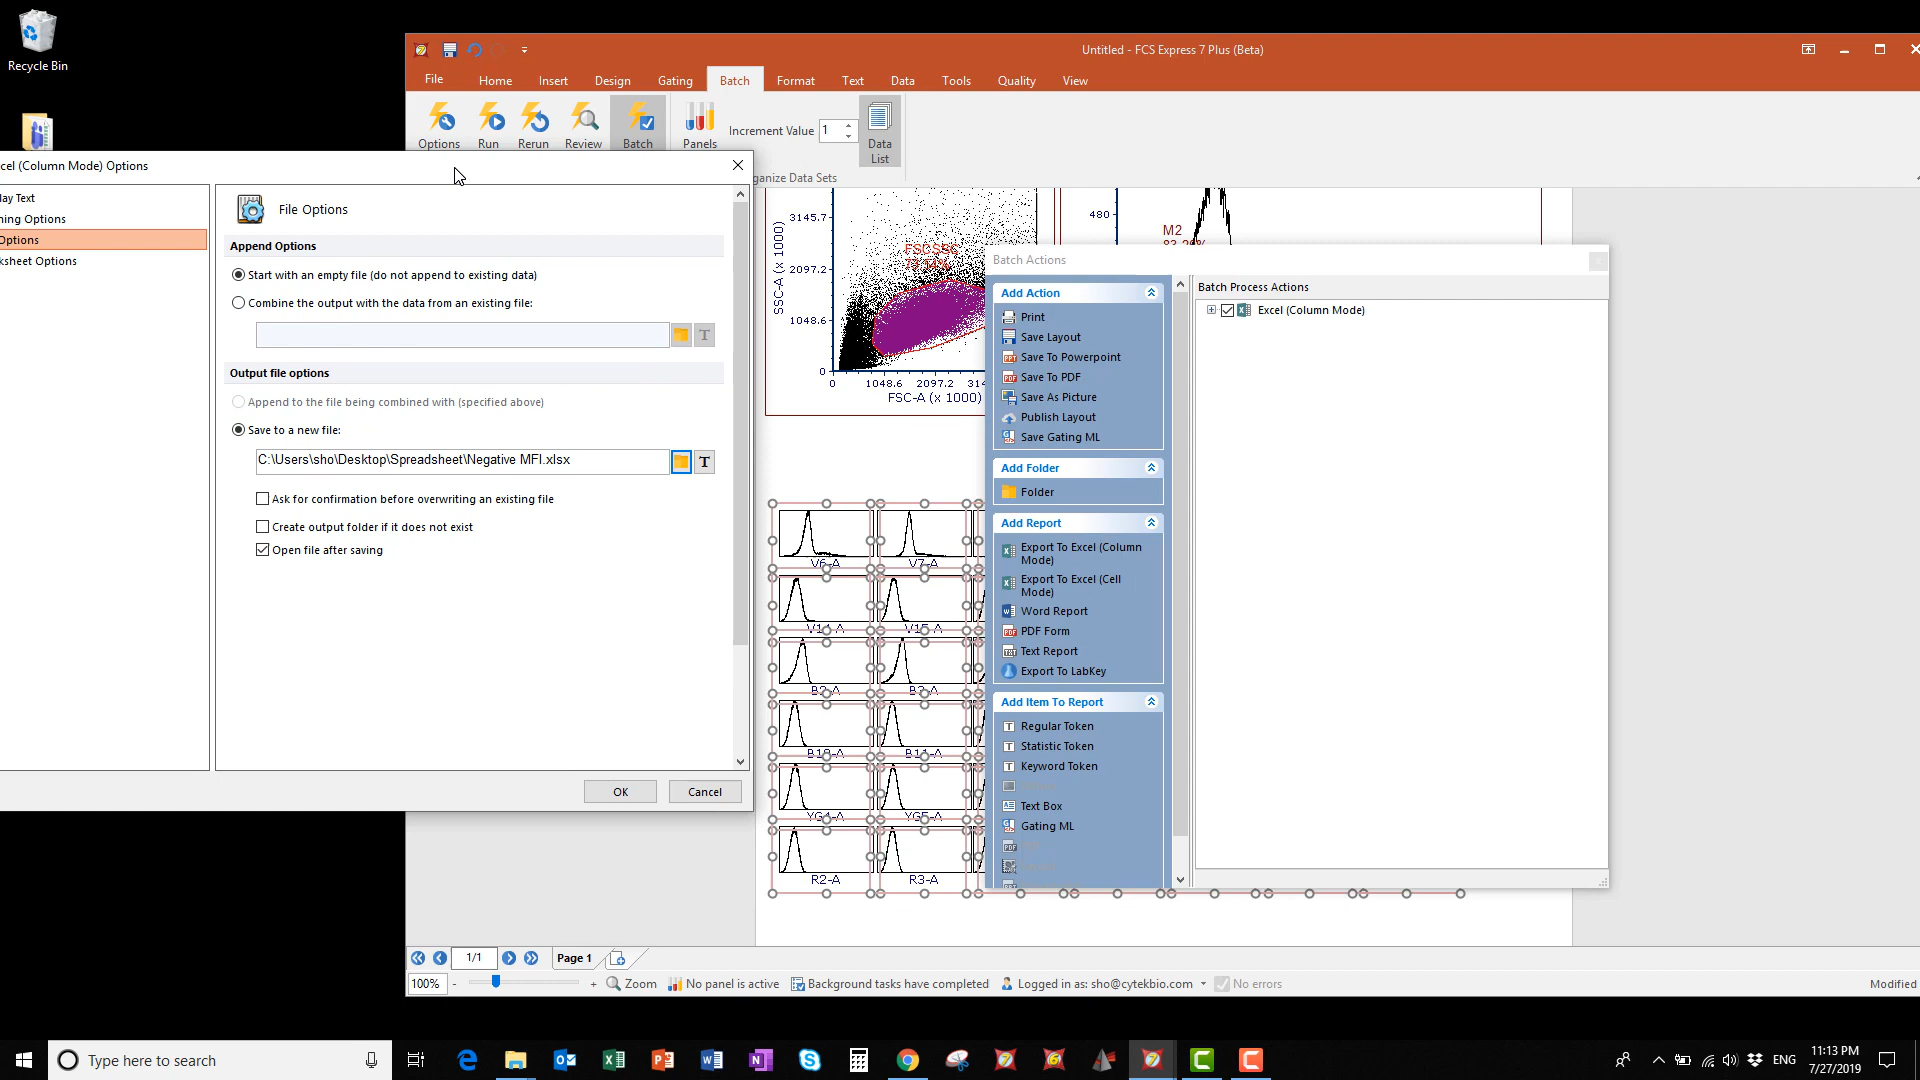 Recycle Bin
Untitled - FCS Express 7 Plus (Beta)
File
Home
Insert
Design
Gating
Batch
Format
Text
Data
Tools
Quality
View
Options
Run
Rerun
Review
Batch
Panels
Increment Value
1
Data
List
ganize Data Sets
cel (Column Mode) Options
lay Text
ning Options
Options
ksheet Options
File Options
Append Options
Start with an empty file (do not append to existing data)
Combine the output with the data from an existing file:
T
Output file options
Append to the file being combined with (specified above)
Save to a new file:
C:\Users\sho\Desktop\Spreadsheet\Negative MFI.xlsx
T
Ask for confirmation before overwriting an existing file
Create output folder if it does not exist
Open file after saving
OK
Cancel
3145.7
2097.2
1048.6
0
SSC-A (x 1000)
FSDSSC
0
1048.6
2097.2
314
FSC-A (x 1000)
480
M2
Batch Actions
Add Action
Print
Save Layout
Save To Powerpoint
Save To PDF
Save As Picture
Publish Layout
Save Gating ML
Add Folder
Folder
Add Report
Export To Excel (Column
Mode)
Export To Excel (Cell
Mode)
Word Report
PDF Form
Text Report
Export To LabKey
Add Item To Report
Regular Token
Statistic Token
Keyword Token
Text Box
Gating ML
Batch Process Actions
Excel (Column Mode)
V6-A
V7-A
V14-A
V15-A
B2-A
B3-A
B10-A
B11-A
YG4-A
YG5-A
R2-A
R3-A
1/1
Page 1
100%
-
+
Zoom
No panel is active
Background tasks have completed
Logged in as: sho@cytekbio.com
No errors
Modified
Type here to search
ENG
11:13 PM
7/27/2019